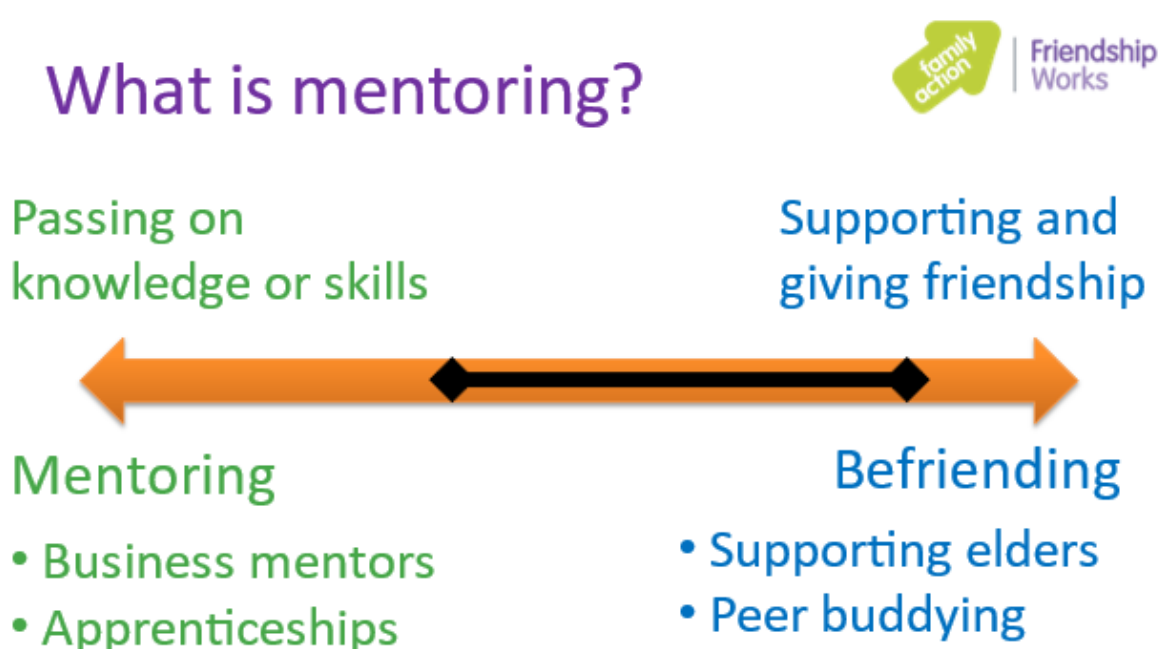 What is mentoring?
family
action
Friendship
Works
Passing on
knowledge or skills
Supporting and
giving friendship
Mentoring
• Business mentors
• Apprenticeships
Befriending
• Supporting elders
• Peer buddying